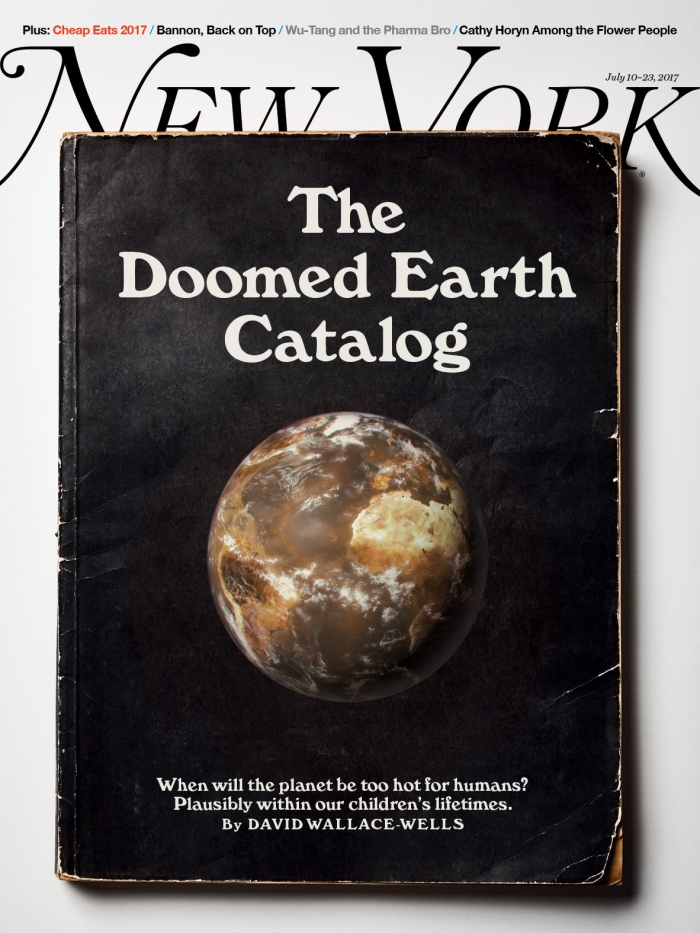 Plus: Cheap Eats 2017 / Bannon, Back on Top / Wu-Tang and the Pharma Bro / Cathy Horyn Among the Flower People
NEW YORK
July 10–23, 2017
®
The
Doomed Earth
Catalog
When will the planet be too hot for humans?
Plausibly within our children's lifetimes.
By DAVID WALLACE-WELLS